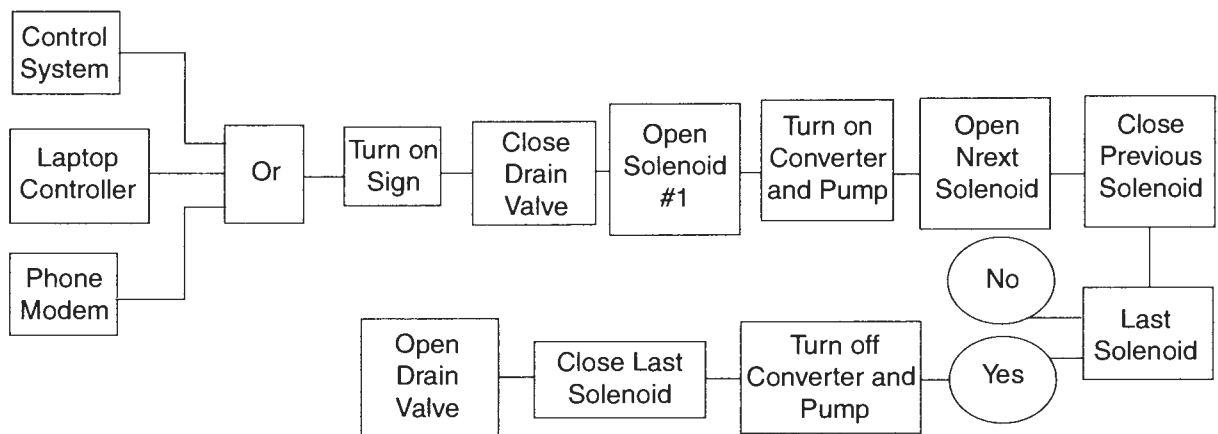 Control
System
Laptop
Controller
Phone
Modem
Or
Turn on
Sign
Close
Drain
Valve
Open
Solenoid
#1
Turn on
Converter
and Pump
Open
Nrext
Solenoid
Close
Previous
Solenoid
No
Last
Solenoid
Yes
Turn off
Converter and
Pump
Close Last
Solenoid
Open
Drain
Valve